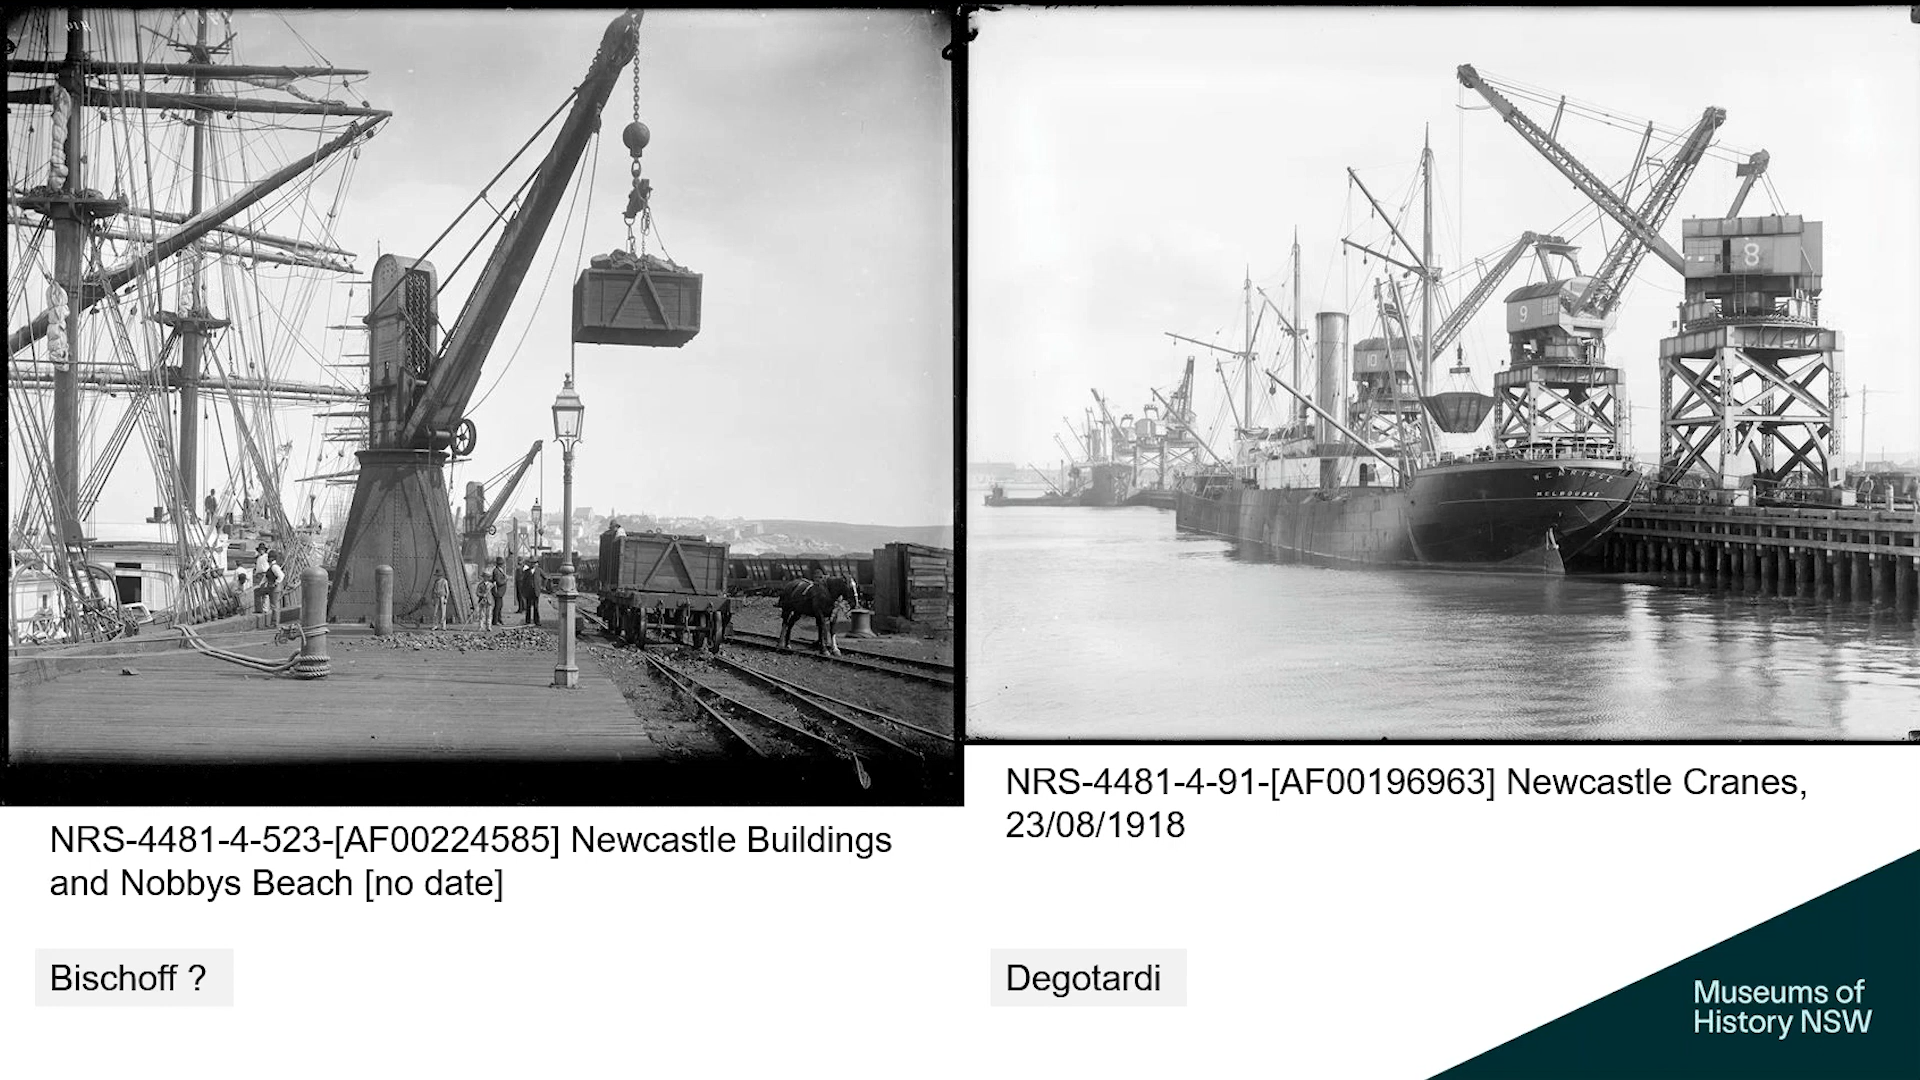 8
9
10
MELBOURNE
NRS-4481-4-523-[AF00224585] Newcastle Buildings
and Nobbys Beach [no date]
Bischoff ?
NRS-4481-4-91-[AF00196963] Newcastle Cranes,
23/08/1918
Degotardi
Museums of
History NSW